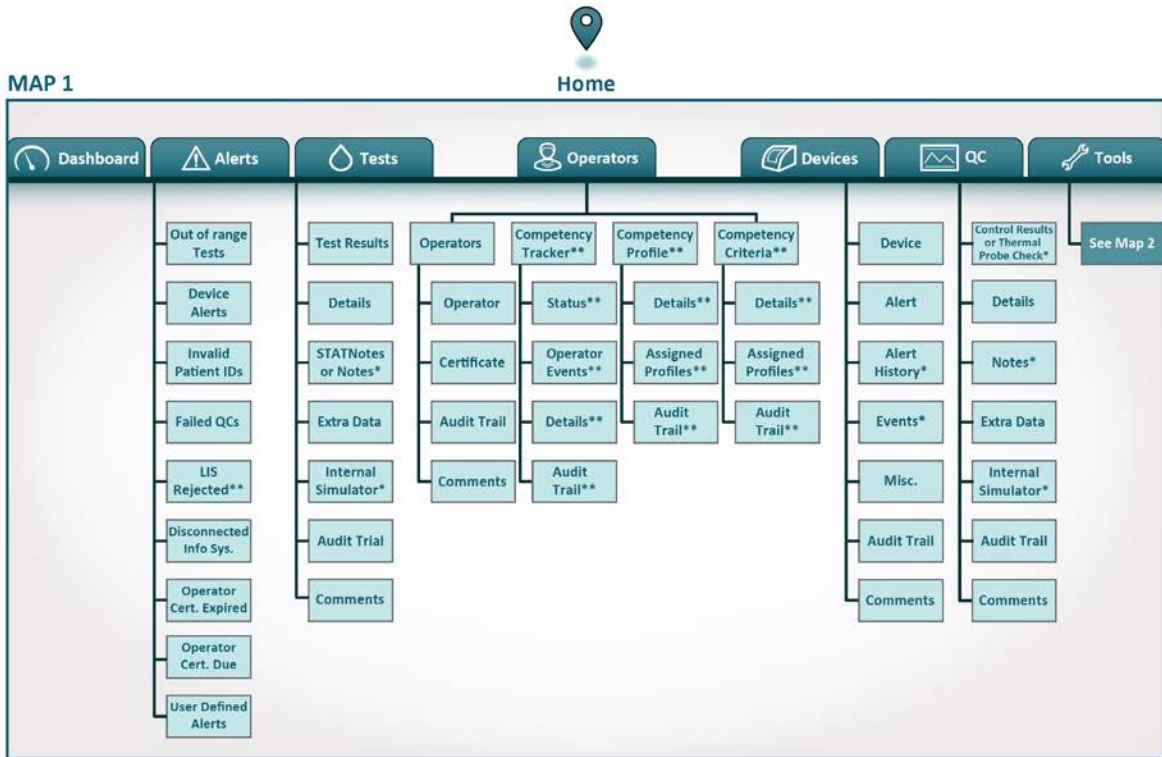 Home
MAP 1
Dashboard
Alerts
Tests
Operators
Devices
QC
Tools
Out of range
Tests
Device
Alerts
Invalid
Patient IDs
Failed QCs
LIS
Rejected**
Disconnected
Info Sys.
Operator
Cert. Expired
Operator
Cert. Due
User Defined
Alerts
Test Results
Details
STATNotes
or Notes*
Extra Data
Internal
Simulator*
Audit Trial
Comments
Operators
Operator
Certificate
Audit Trail
Comments
Competency
Tracker**
Status**
Operator
Events**
Details**
Audit
Trail**
Competency
Profile**
Details**
Assigned
Profiles**
Audit
Trail**
Competency
Criteria**
Details**
Assigned
Profiles**
Audit
Trail**
Device
Alert
Alert
History*
Events*
Misc.
Audit Trail
Comments
Control Results
or Thermal
Probe Check*
Details
Notes*
Extra Data
Internal
Simulator*
Audit Trail
Comments
See Map 2